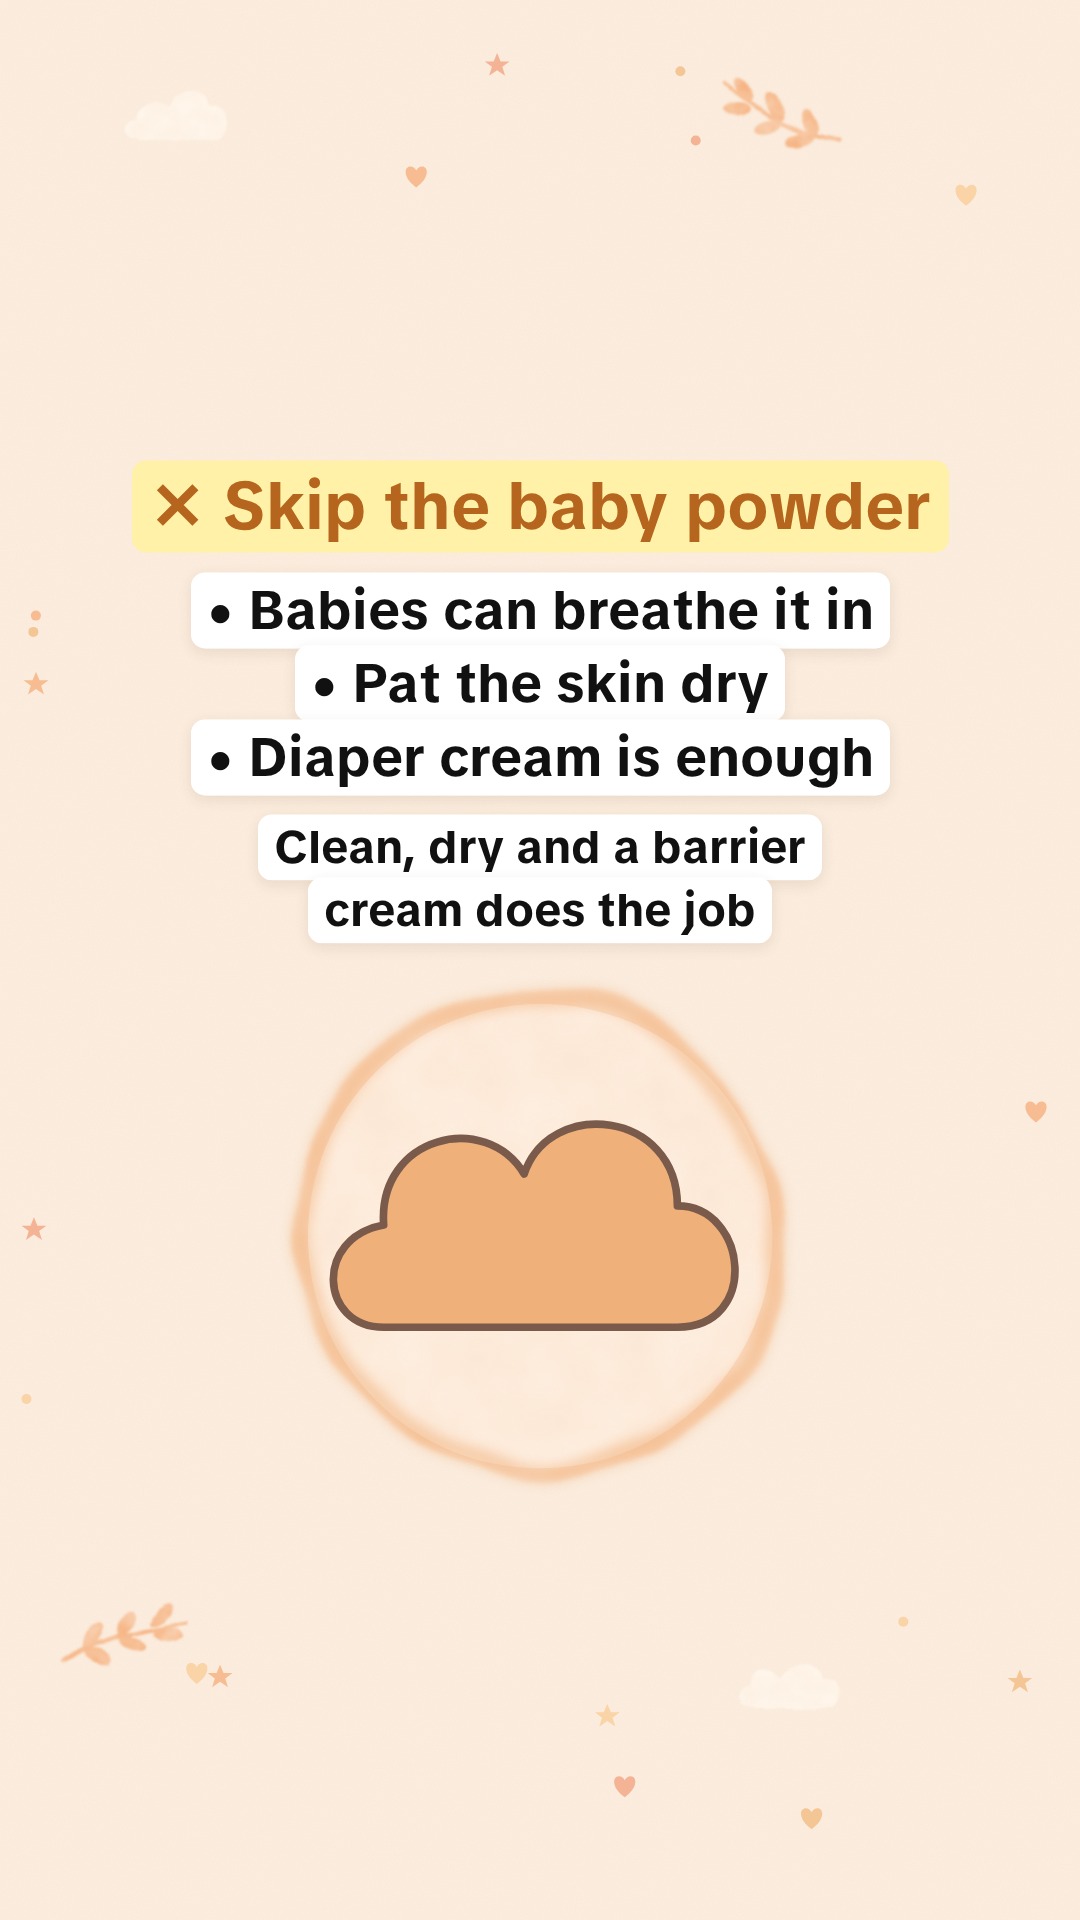 ✕ Skip the baby powder
• Babies can breathe it in
• Pat the skin dry
• Diaper cream is enough
Clean, dry and a barrier
cream does the job